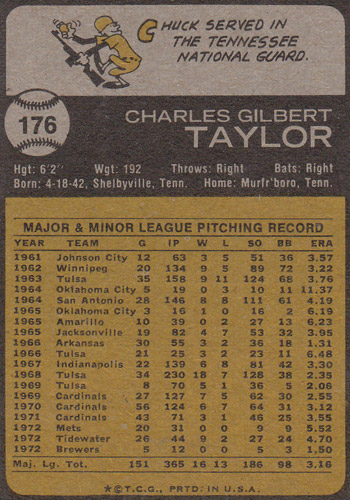 CHUCK SERVED IN
THE TENNESSEE
NATIONAL GUARD.
176
CHARLES GILBERT
TAYLOR
Hgt: 6'2" Wgt: 192 Throws: Right Bats: Right
Born: 4-18-42, Shelbyville, Tenn. Home: Murfr'boro, Tenn.
MAJOR & MINOR LEAGUE PITCHING RECORD
YEAR TEAM G IP W L SO BB ERA
1961 Johnson City 12 63 3 5 51 36 3.57
1962 Winnipeg 20 134 9 5 89 72 3.22
1963 Tulsa 35 158 9 11 124 68 3.76
1964 Oklahoma City 5 19 0 3 10 11 11.37
1964 San Antonio 28 146 8 8 111 61 4.19
1965 Oklahoma City 3 16 1 0 16 2 6.19
1965 Amarillo 10 39 0 2 27 13 6.23
1965 Jacksonville 19 82 4 7 53 32 3.95
1966 Arkansas 30 55 3 2 36 18 1.31
1966 Tulsa 21 25 3 2 23 11 6.48
1967 Indianapolis 22 139 6 8 81 42 3.30
1968 Tulsa 34 230 18 7 128 38 2.35
1969 Tulsa 8 70 5 1 36 5 2.06
1969 Cardinals 27 127 7 5 62 30 2.55
1970 Cardinals 56 124 6 7 64 31 3.12
1971 Cardinals 43 71 3 1 46 25 3.55
1972 Mets 20 31 0 0 9 9 5.52
1972 Tidewater 26 44 9 2 27 24 4.70
1972 Brewers 5 12 0 0 5 3 1.50
Maj. Lg. Tot. 151 365 16 13 186 98 3.16
★©T.C.G., PRTD. IN U.S.A.